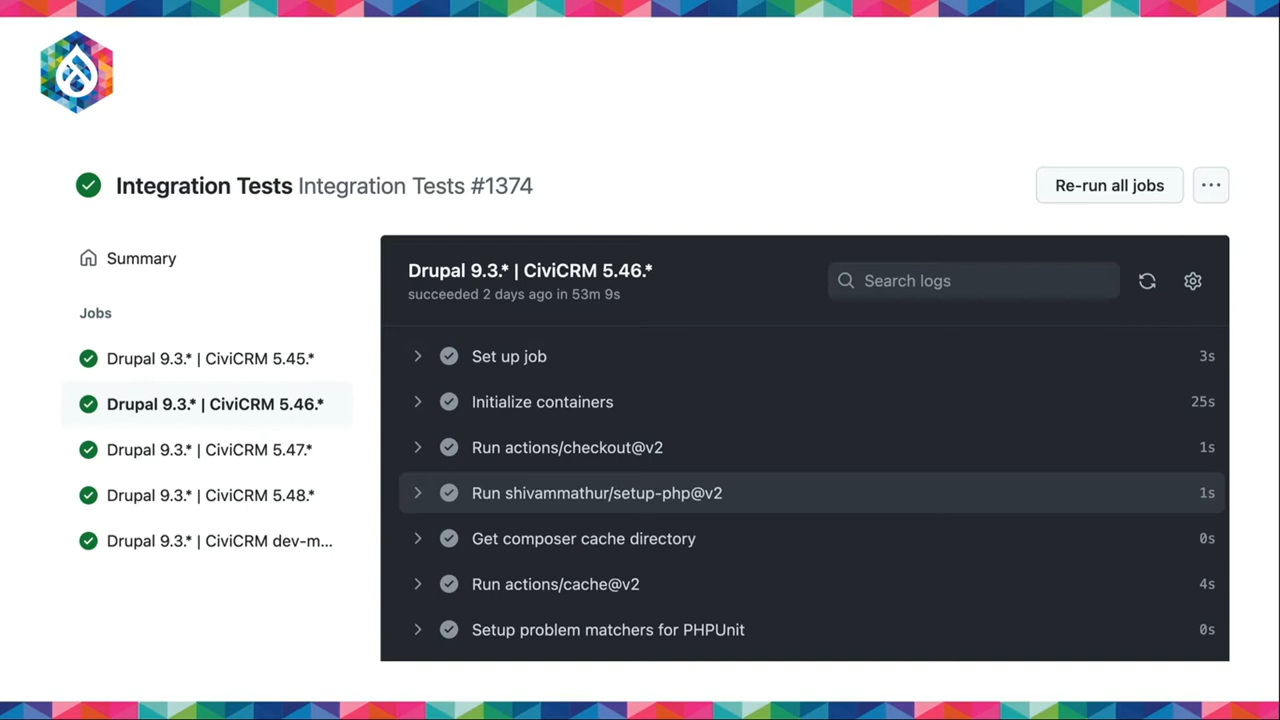 Integration Tests Integration Tests #1374
Re-run all jobs
Summary
Jobs
Drupal 9.3.* | CiviCRM 5.45.*
Drupal 9.3.* | CiviCRM 5.46.*
Drupal 9.3.* | CiviCRM 5.47.*
Drupal 9.3.* | CiviCRM 5.48.*
Drupal 9.3.* | CiviCRM dev-m...
Drupal 9.3.* | CiviCRM 5.46.*
succeeded 2 days ago in 53m 9s
Search logs
Set up job 3s
Initialize containers 25s
Run actions/checkout@v2 1s
Run shivammathur/setup-php@v2 1s
Get composer cache directory 0s
Run actions/cache@v2 4s
Setup problem matchers for PHPUnit 0s